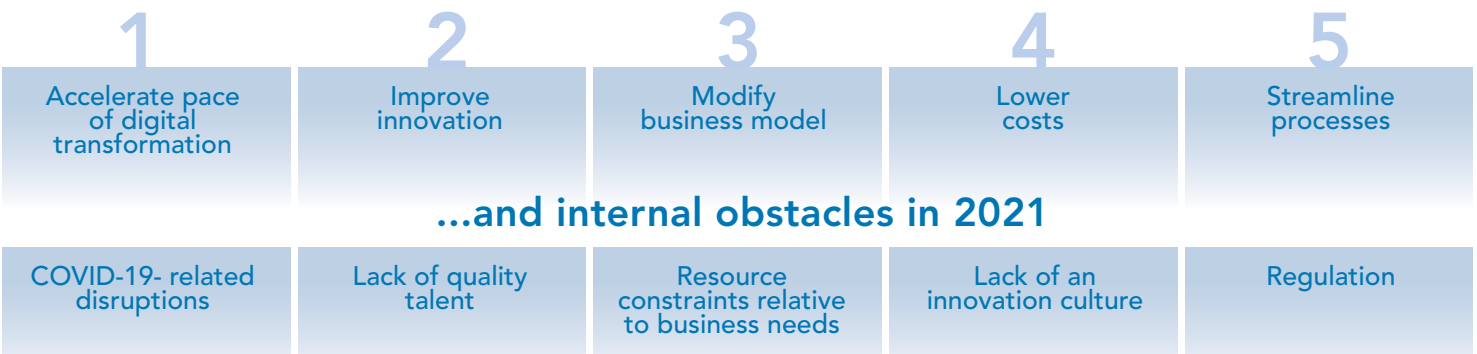 1
2
3
4
5
Accelerate pace
of digital
transformation
Improve
innovation
Modify
business model
Lower
costs
Streamline
processes
...and internal obstacles in 2021
COVID-19- related
disruptions
Lack of quality
talent
Resource
constraints relative
to business needs
Lack of an
innovation culture
Regulation